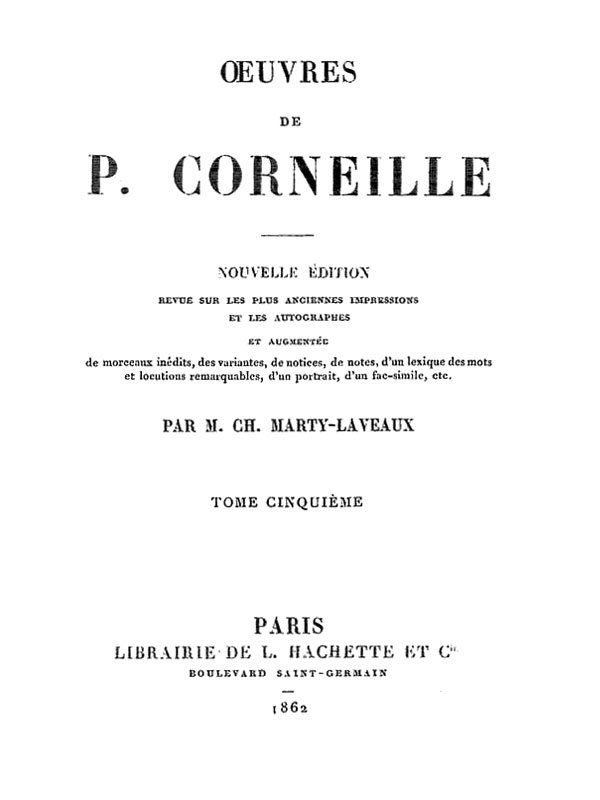 ŒUVRES
DE
P. CORNEILLE
NOUVELLE ÉDITION
REVUE SUR LES PLUS ANCIENNES IMPRESSIONS
ET LES AUTOGRAPHES
ET AUGMENTÉE
de morceaux inédits, des variantes, de notices, de notes, d'un lexique des mots
et locutions remarquables, d'un portrait, d'un fac-simile, etc.
PAR M. CH. MARTY-LAVEAUX
TOME CINQUIÈME
PARIS
LIBRAIRIE DE L. HACHETTE ET Cie
BOULEVARD SAINT-GERMAIN
1862